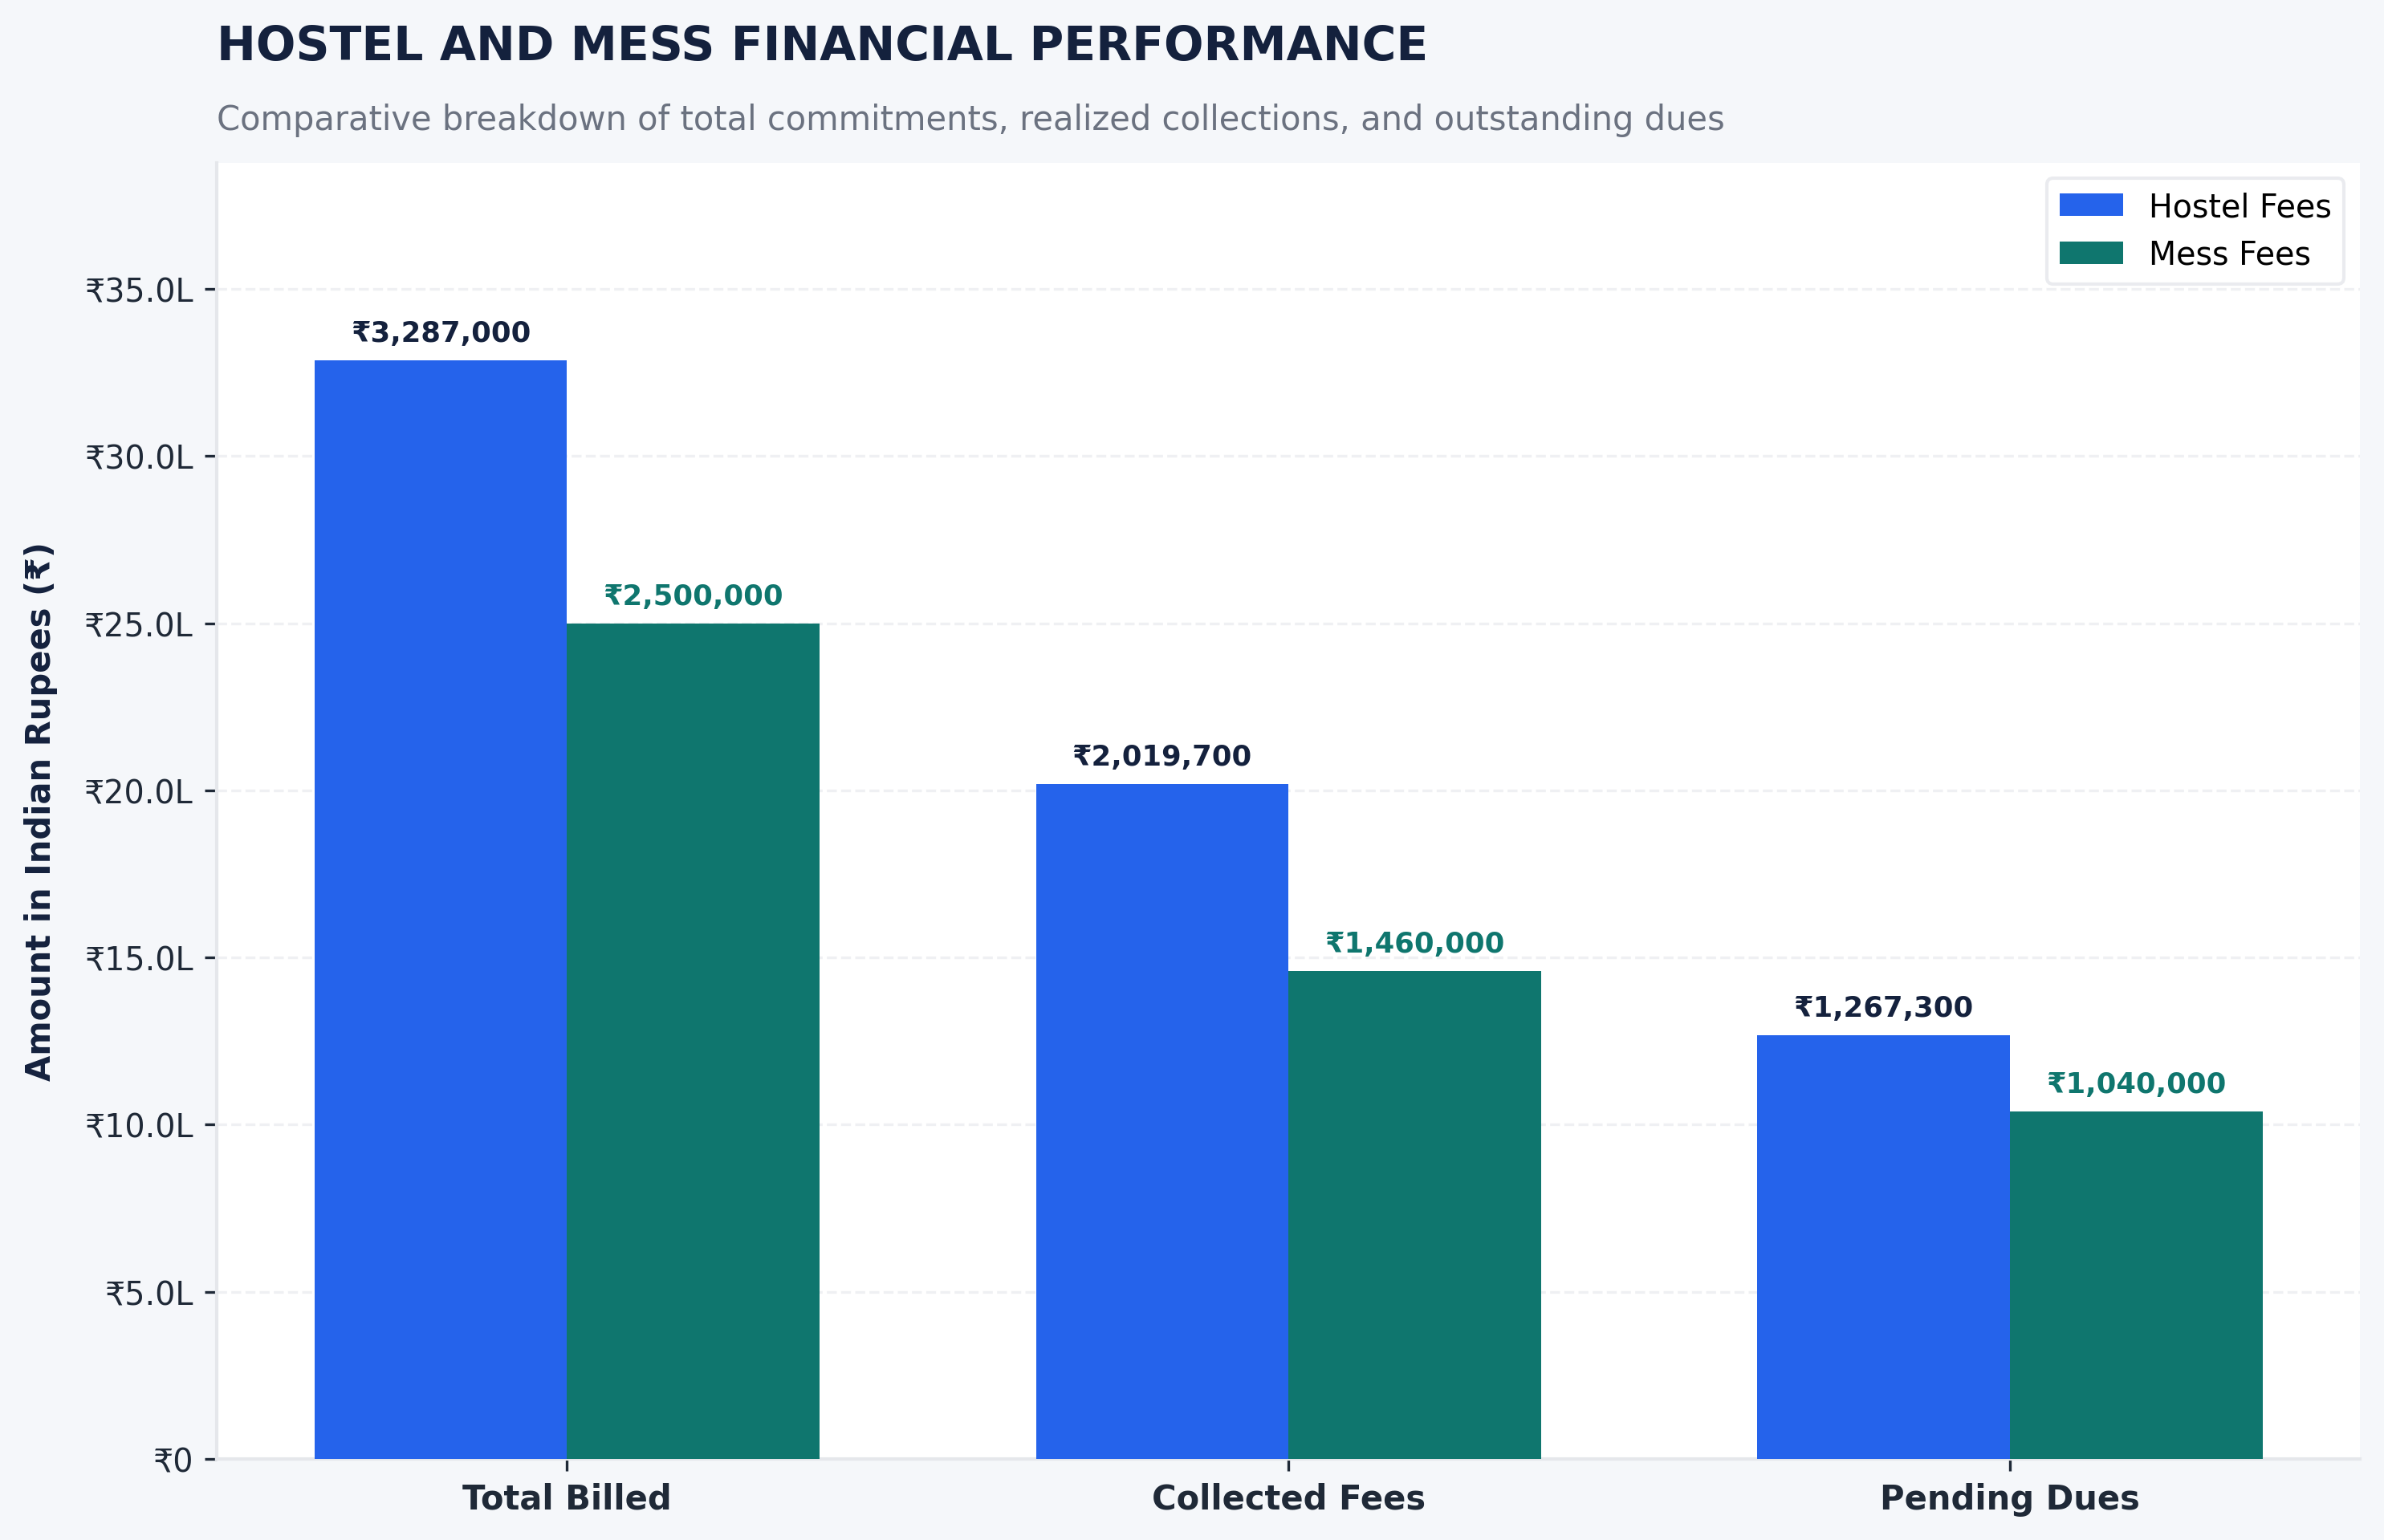 HOSTEL AND MESS FINANCIAL PERFORMANCE
Comparative breakdown of total commitments, realized collections, and outstanding dues
Hostel Fees
Mess Fees
Amount in Indian Rupees (₹)
₹35.0L
₹30.0L
₹25.0L
₹20.0L
₹15.0L
₹10.0L
₹5.0L
₹0
₹3,287,000
₹2,500,000
₹2,019,700
₹1,460,000
₹1,267,300
₹1,040,000
Total Billed
Collected Fees
Pending Dues